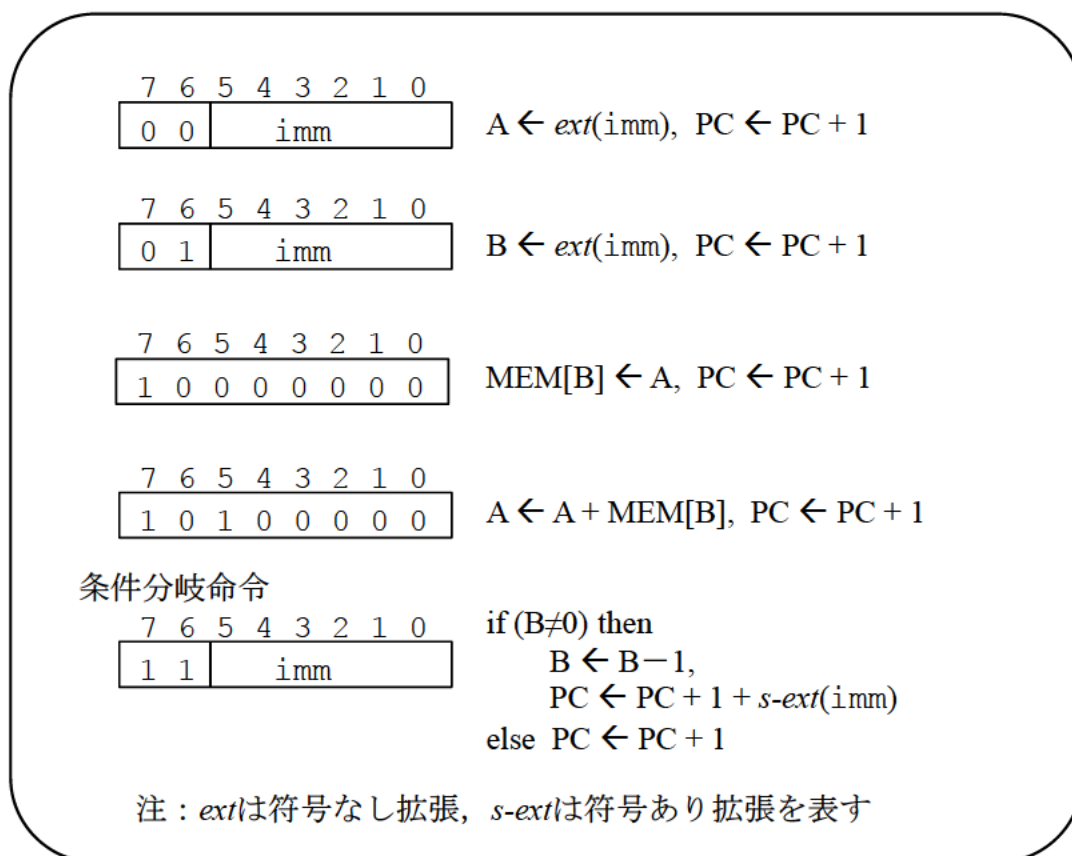 7 6 5 4 3 2 1 0
0 0 imm A ← ext(imm), PC ← PC + 1
7 6 5 4 3 2 1 0
0 1 imm B ← ext(imm), PC ← PC + 1
7 6 5 4 3 2 1 0
1 0 0 0 0 0 0 0 MEM[B] ← A, PC ← PC + 1
7 6 5 4 3 2 1 0
1 0 1 0 0 0 0 0 A ← A + MEM[B], PC ← PC + 1
条件分岐命令
7 6 5 4 3 2 1 0
1 1 imm
if (B≠0) then
B ← B−1,
PC ← PC + 1 + s-ext(imm)
else PC ← PC + 1
注：extは符号なし拡張，s-extは符号あり拡張を表す